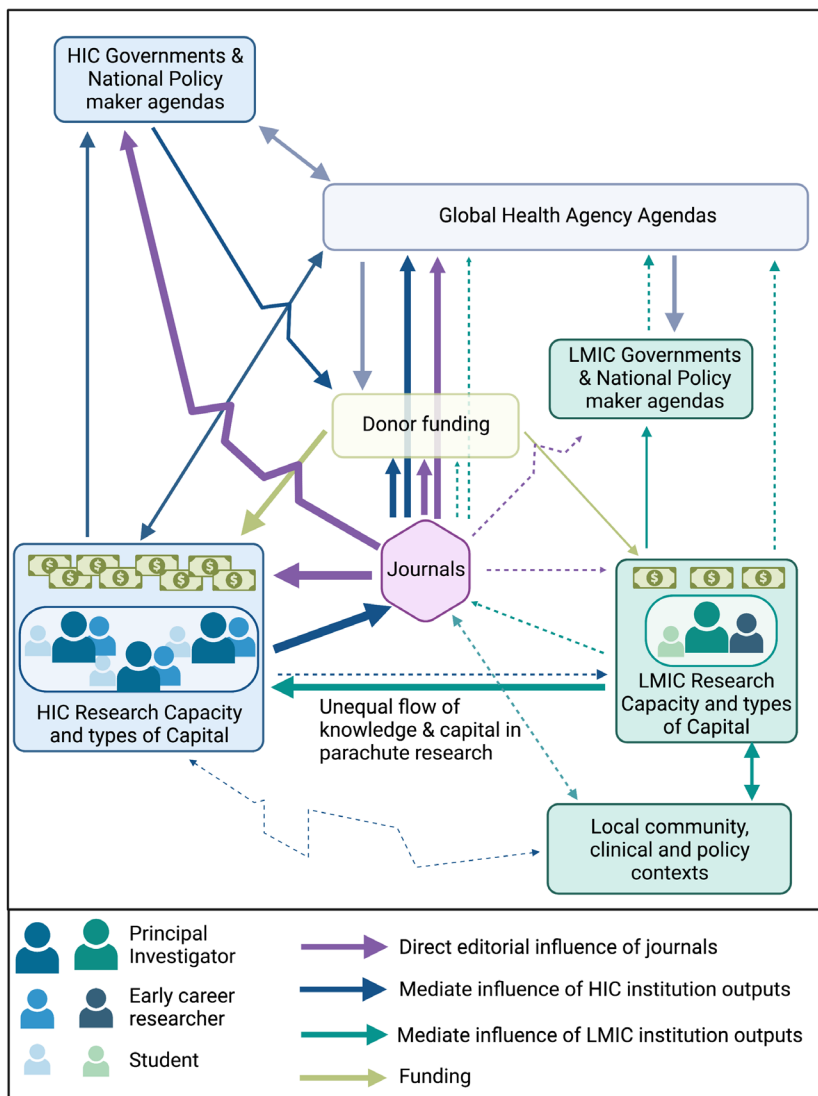 HIC Governments &
National Policy
maker agendas
Global Health Agency Agendas
LMIC Governments
& National Policy
maker agendas
Donor funding
Journals
$ $ $ $ $ $ $
$ $ $
HIC Research Capacity
and types of Capital
LMIC Research
Capacity and types
of Capital
Unequal flow of
knowledge & capital in
parachute research
Local community,
clinical and policy
contexts
Principal
Investigator
Early career
researcher
Student
Direct editorial influence of journals
Mediate influence of HIC institution outputs
Mediate influence of LMIC institution outputs
Funding